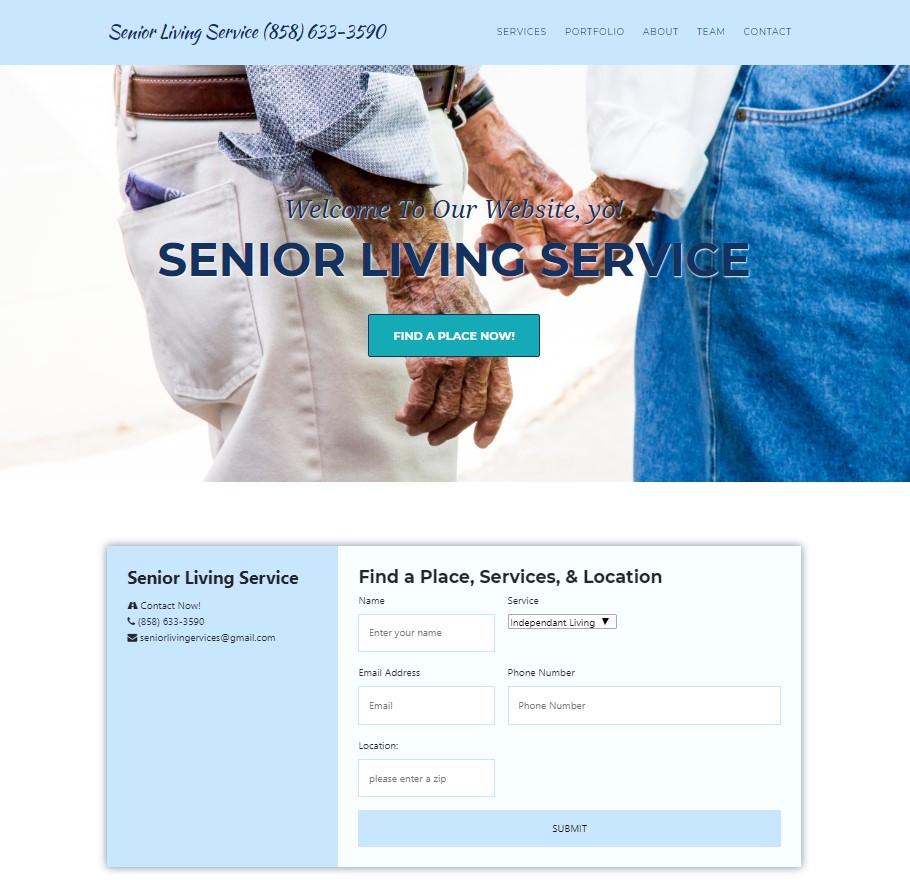 Senior Living Service (858) 633-3590
SERVICES PORTFOLIO ABOUT TEAM CONTACT
Welcome To Our Website, yo!
SENIOR LIVING SERVICE
FIND A PLACE NOW!
Senior Living Service
Contact Now!
(858) 633-3590
seniorlivingervices@gmail.com
Find a Place, Services, & Location
Name Service
Enter your name Independant Living
Email Address Phone Number
Email Phone Number
Location:
please enter a zip
SUBMIT